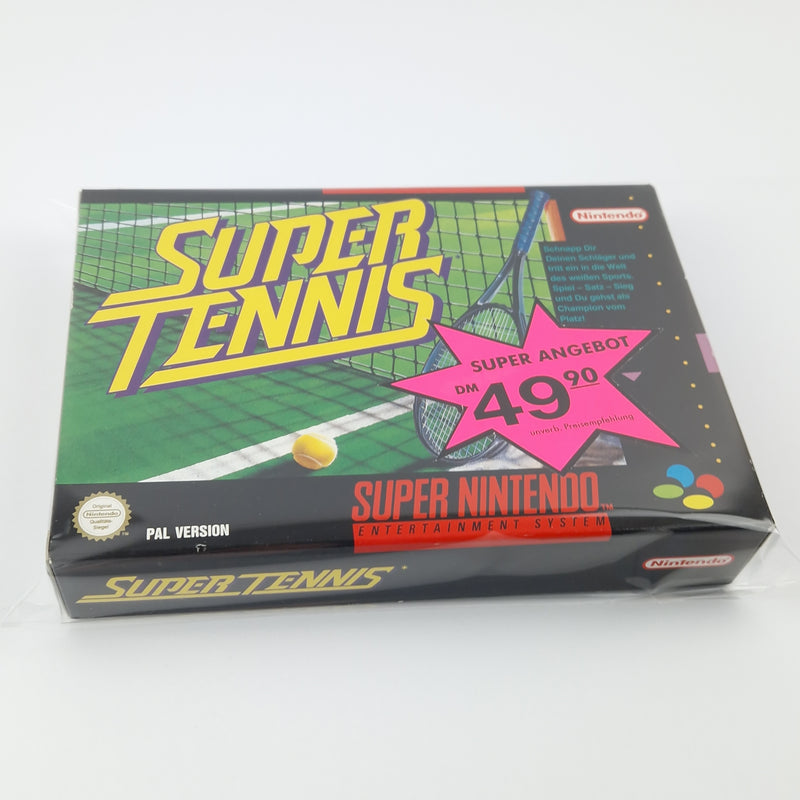 SUPER
TENNIS
Nintendo
Schnapp Dir
Deinen Schläger und
tritt ein in die Welt
des weißen Sports.
Spiel – Satz – Sieg
und Du gehst als
Champion vom
Platz!
SUPER ANGEBOT
DM 49 90
unverb. Preisempfehlung
SUPER NINTENDO™
ENTERTAINMENT SYSTEM
Original
Nintendo
Qualitäts-
Siegel
TM
PAL VERSION
SUPER TENNIS
Nintendo